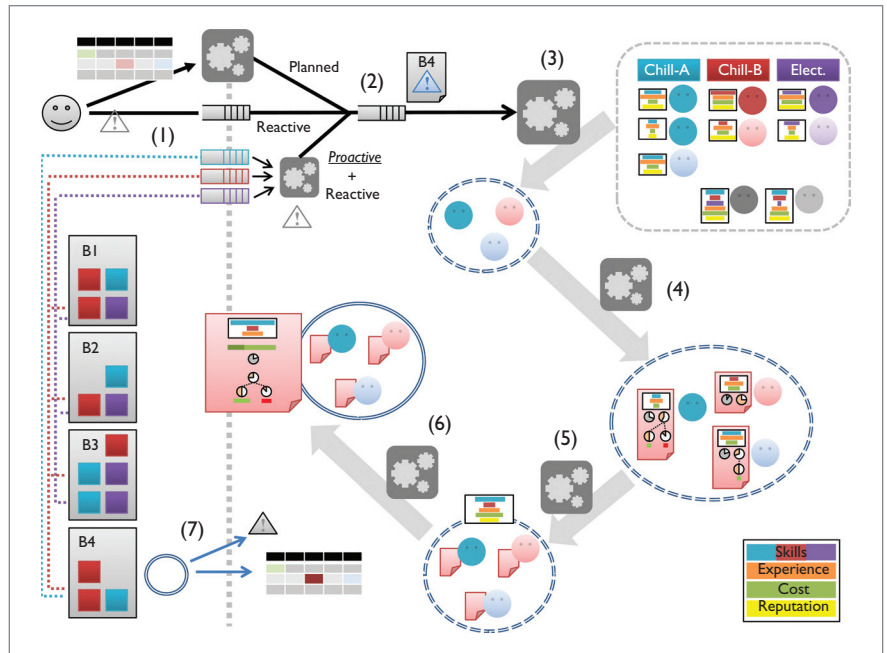 Planned
(2)
B4
(3)
Chill-A
Chill-B
Elect.
(1)
Reactive
Proactive
+
Reactive
B1
(4)
B2
B3
(6)
(5)
B4
(7)
Skills
Experience
Cost
Reputation